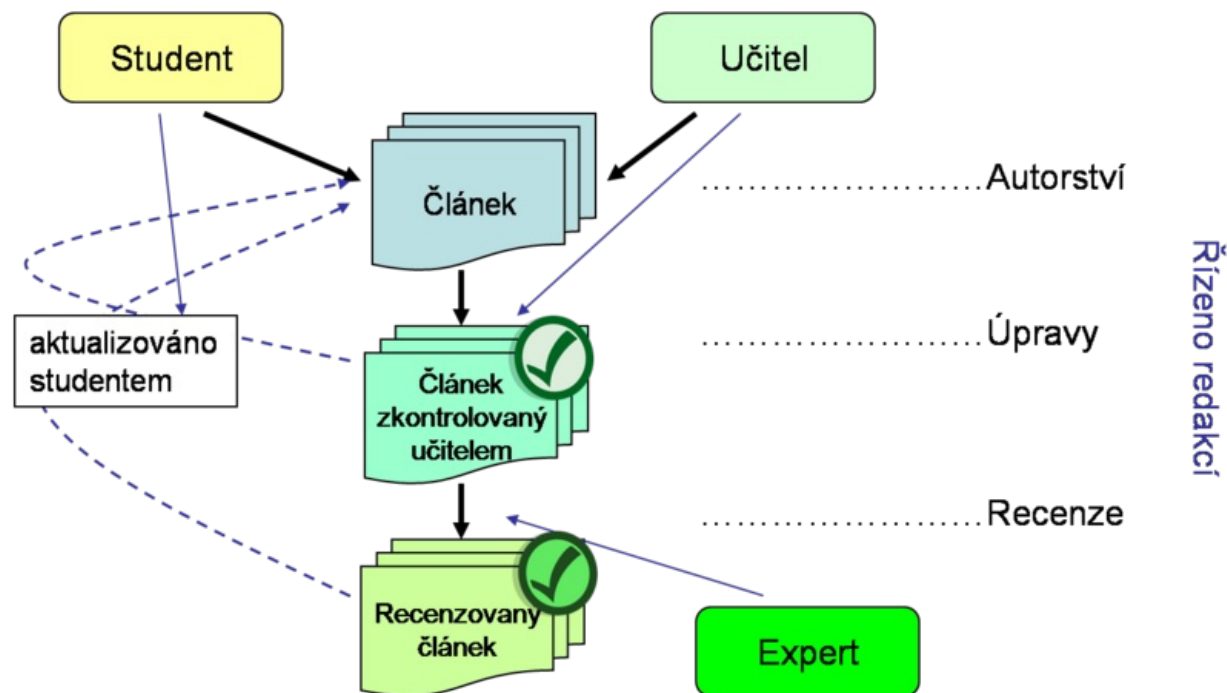 Student
Učitel
Článek
……………………Autorství
aktualizováno
studentem
Článek
zkontrolovaný
učitelem
……………………Úpravy
Řízeno redakcí
……………………Recenze
Recenzovaný
článek
Expert